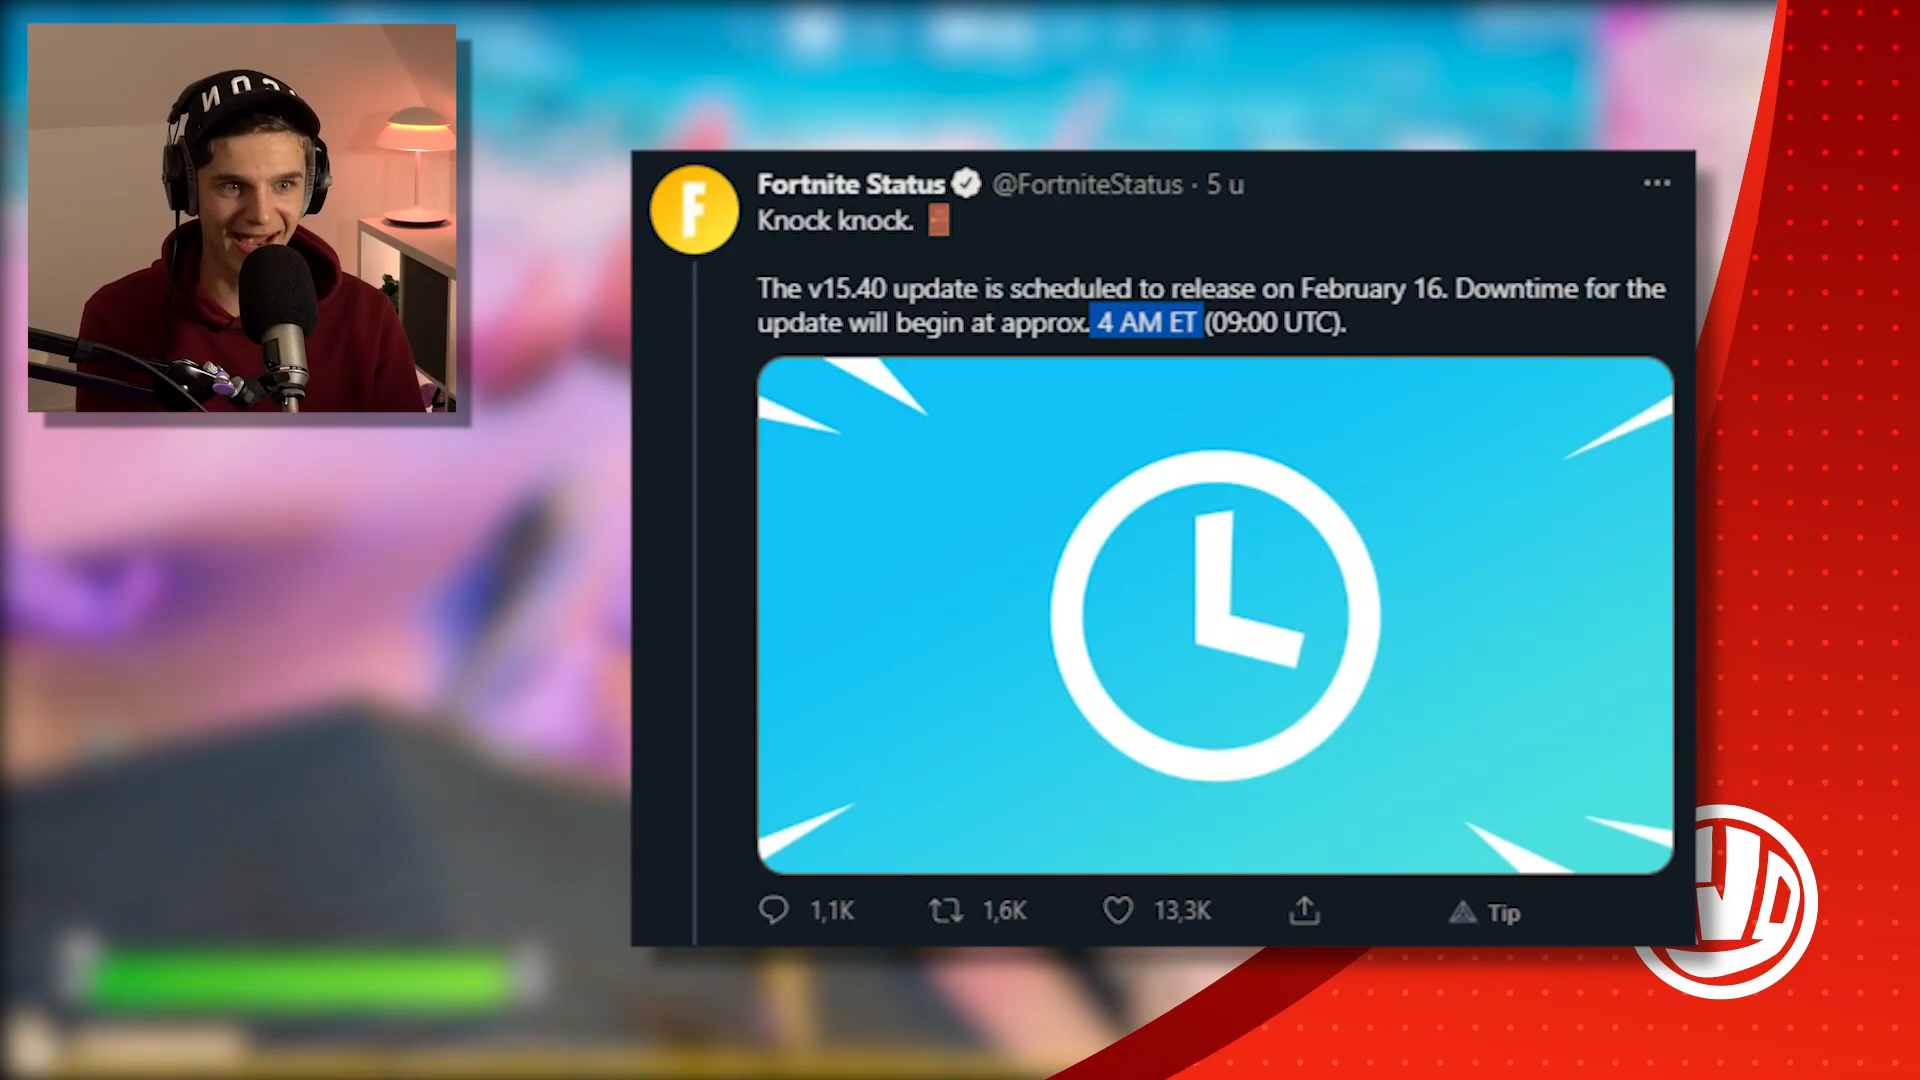 Fortnite Status @FortniteStatus · 5 u
Knock knock.
The v15.40 update is scheduled to release on February 16. Downtime for the
update will begin at approx. 4 AM ET (09:00 UTC).
1,1K 1,6K 13,3K Tip